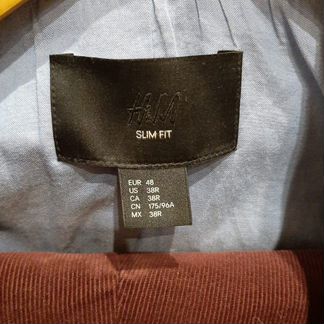 H&M
SLIM FIT
EUR 48
US 38R
CA 38R
CN 175/96A
MX 38R